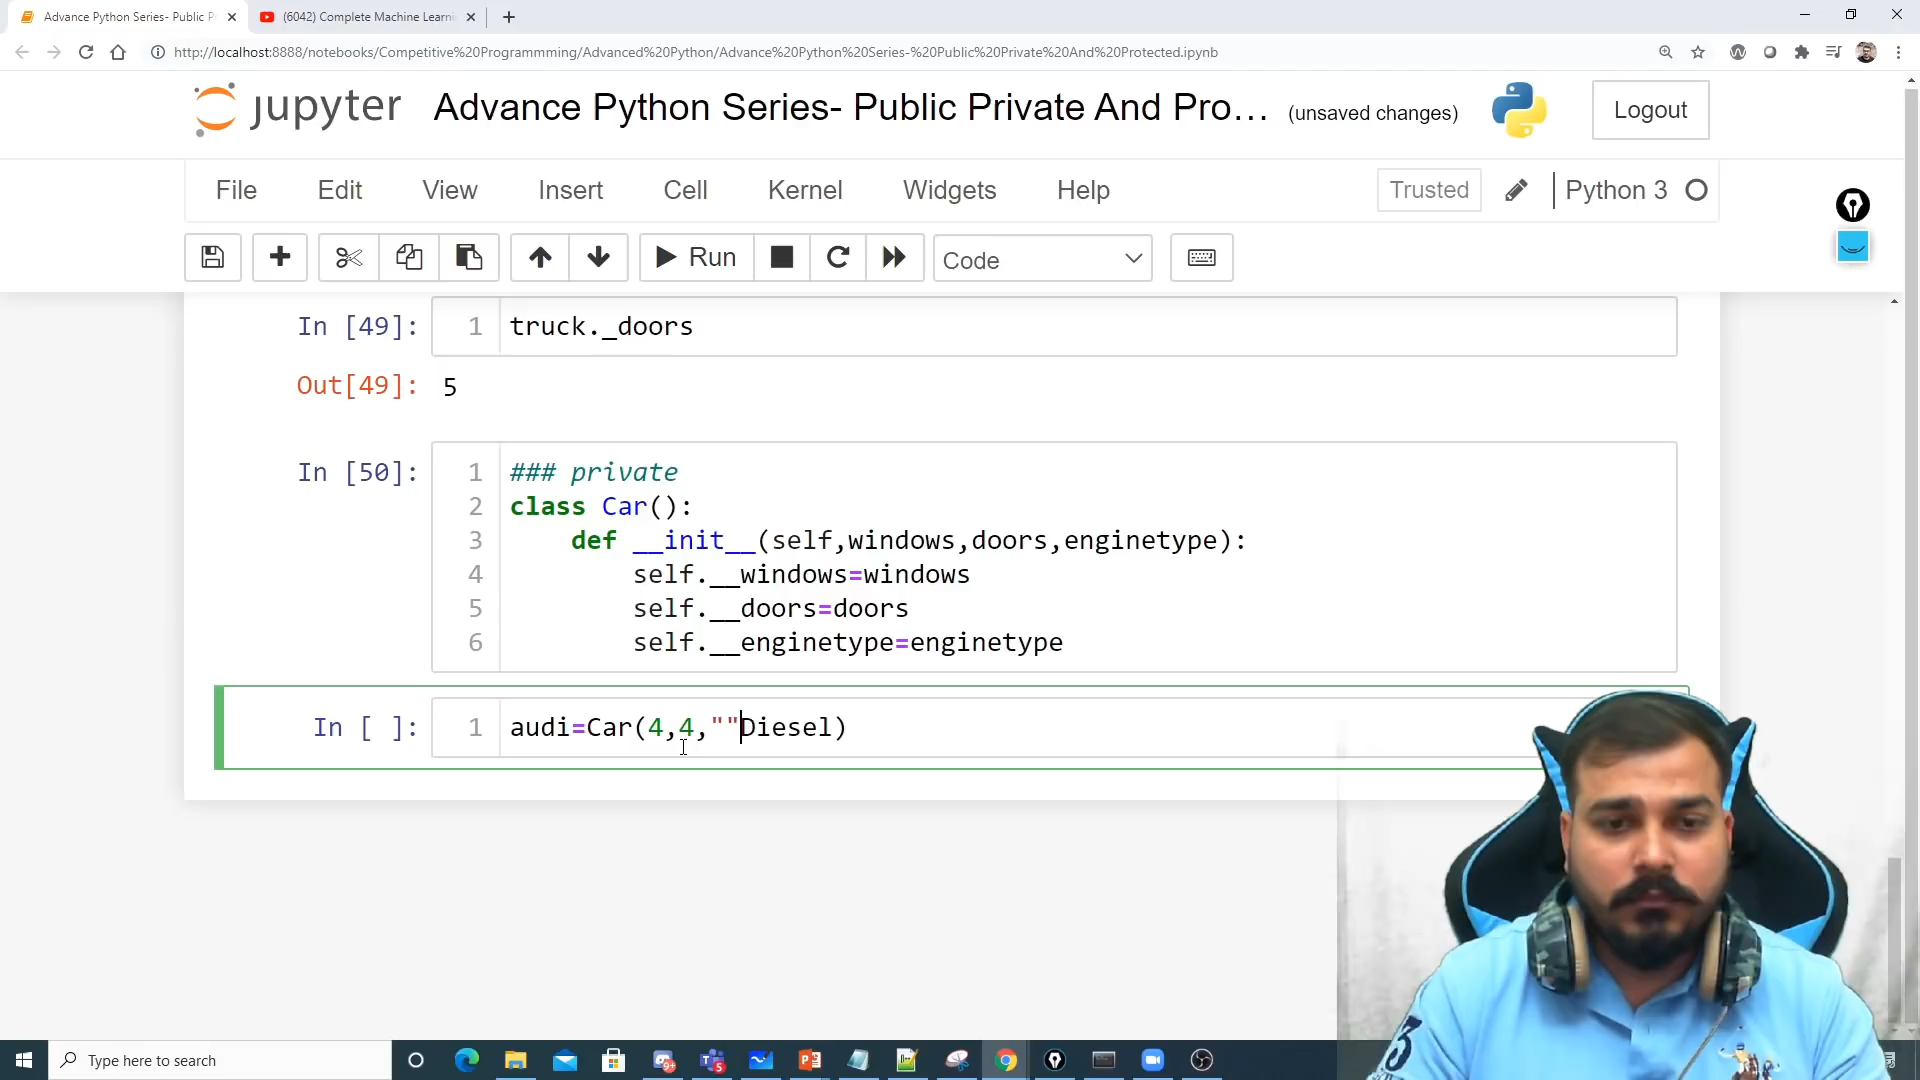 Advance Python Series- Public P
(6042) Complete Machine Learni
http://localhost:8888/notebooks/Competitive%20Programmming/Advanced%20Python/Advance%20Python%20Series-%20Public%20Private%20And%20Protected.ipynb
jupyter Advance Python Series- Public Private And Pro... (unsaved changes) Logout
File Edit View Insert Cell Kernel Widgets Help Trusted Python 3
Run Code
In [49]: 1 truck._doors
Out[49]: 5
In [50]: 1 ### private
2 class Car():
3 def __init__(self,windows,doors,enginetype):
4 self.__windows=windows
5 self.__doors=doors
6 self.__enginetype=enginetype
In [ ]: 1 audi=Car(4,4,""Diesel)
3
Type here to search